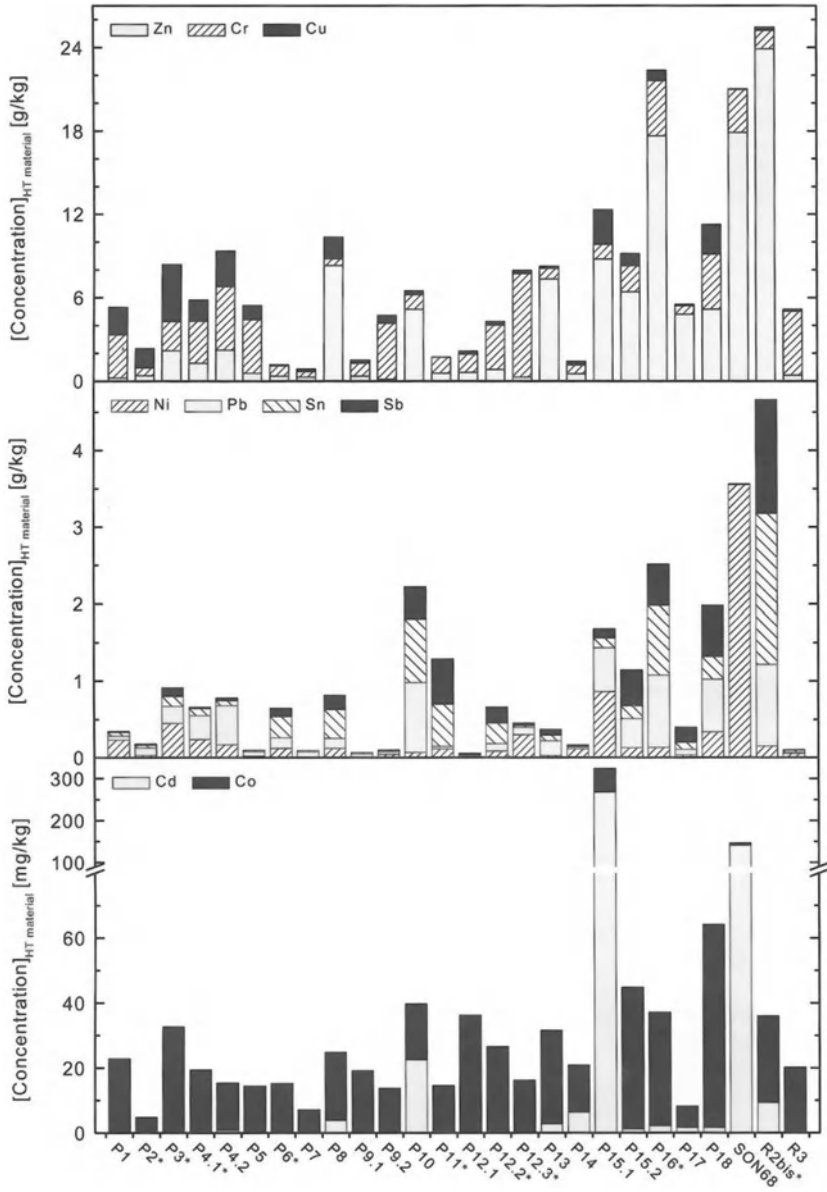 Zn Cr Cu
[Concentration]HT material [g/kg]
24
18
12
6
0
Ni Pb Sn Sb
[Concentration]HT material [g/kg]
4
3
2
1
0
Cd Co
[Concentration]HT material [mg/kg]
300
200
100
60
40
20
0
P1 P2* P3* P4.1* P4.2 P5 P6* P7 P8 P9.1 P9.2 P10 P11* P12.1 P12.2* P12.3* P13 P14 P15.1 P15.2 P16* P17 P18 SON68 R2bis* R3